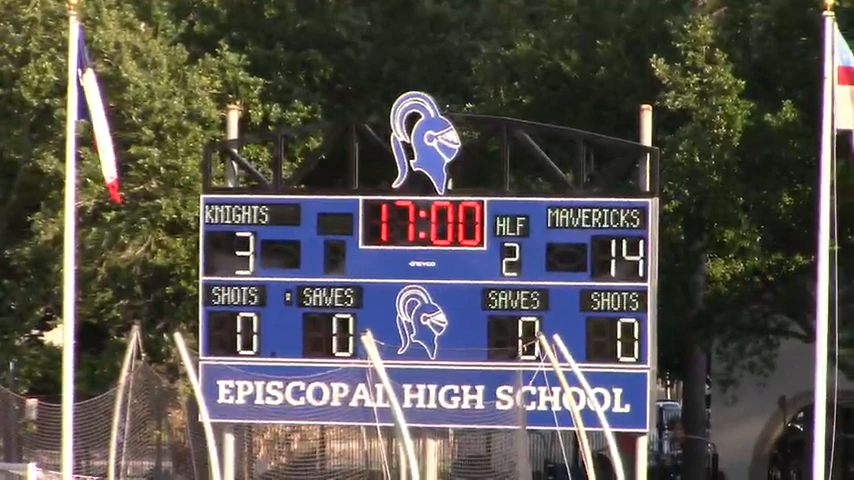 KNIGHTS 17:00 HLF MAVERICKS
3 2 14
SHOTS SAVES SAVES SHOTS
0 0 0 0
EPISCOPAL HIGH SCHOOL